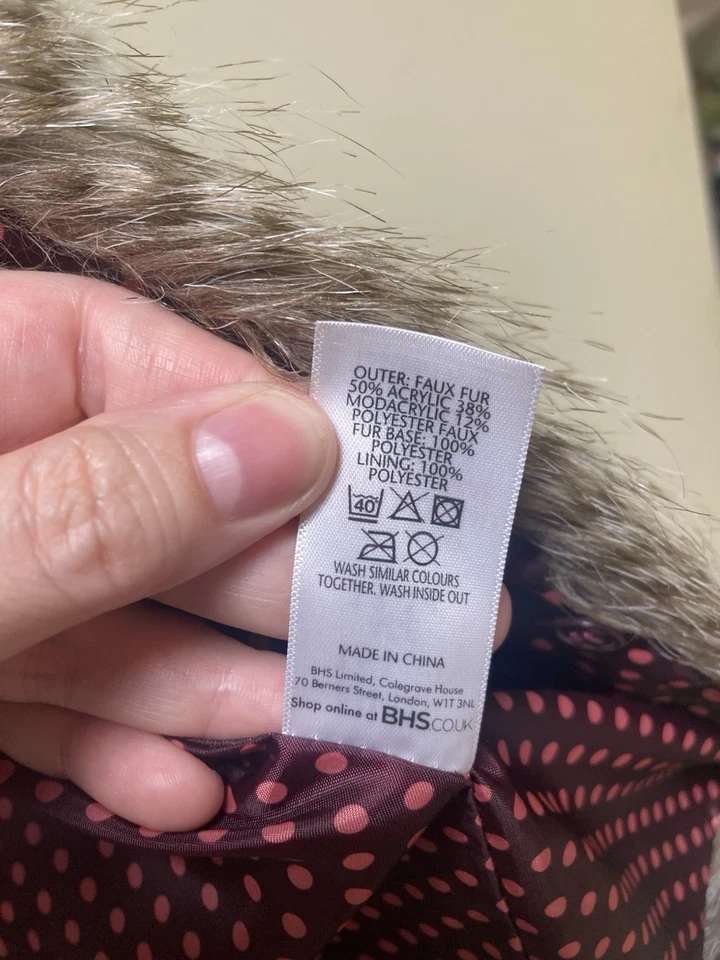 OUTER: FAUX FUR
50% ACRYLIC 38%
MODACRYLIC 12%
POLYESTER FAUX
FUR BASE: 100%
POLYESTER
LINING: 100%
POLYESTER
40
WASH SIMILAR COLOURS
TOGETHER. WASH INSIDE OUT
MADE IN CHINA
BHS Limited, Colegrave House
70 Berners Street, London, W1T 3NL
Shop online at BHS.CO.UK